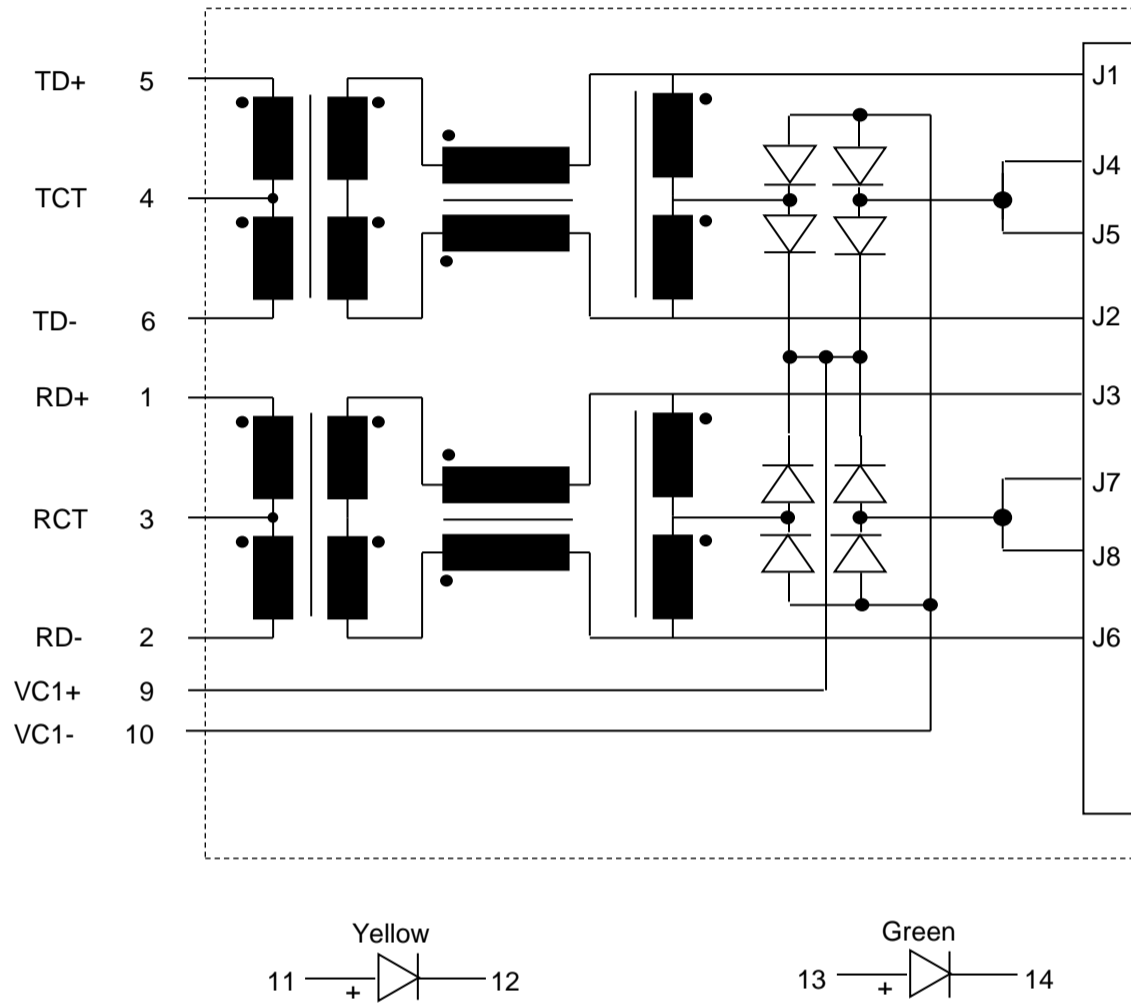 TD+ 5 J1
J4
TCT 4
J5
TD- 6 J2
RD+ 1 J3
J7
RCT 3
J8
RD- 2 J6
VC1+ 9
VC1- 10
Yellow Green
11 + 12 13 + 14